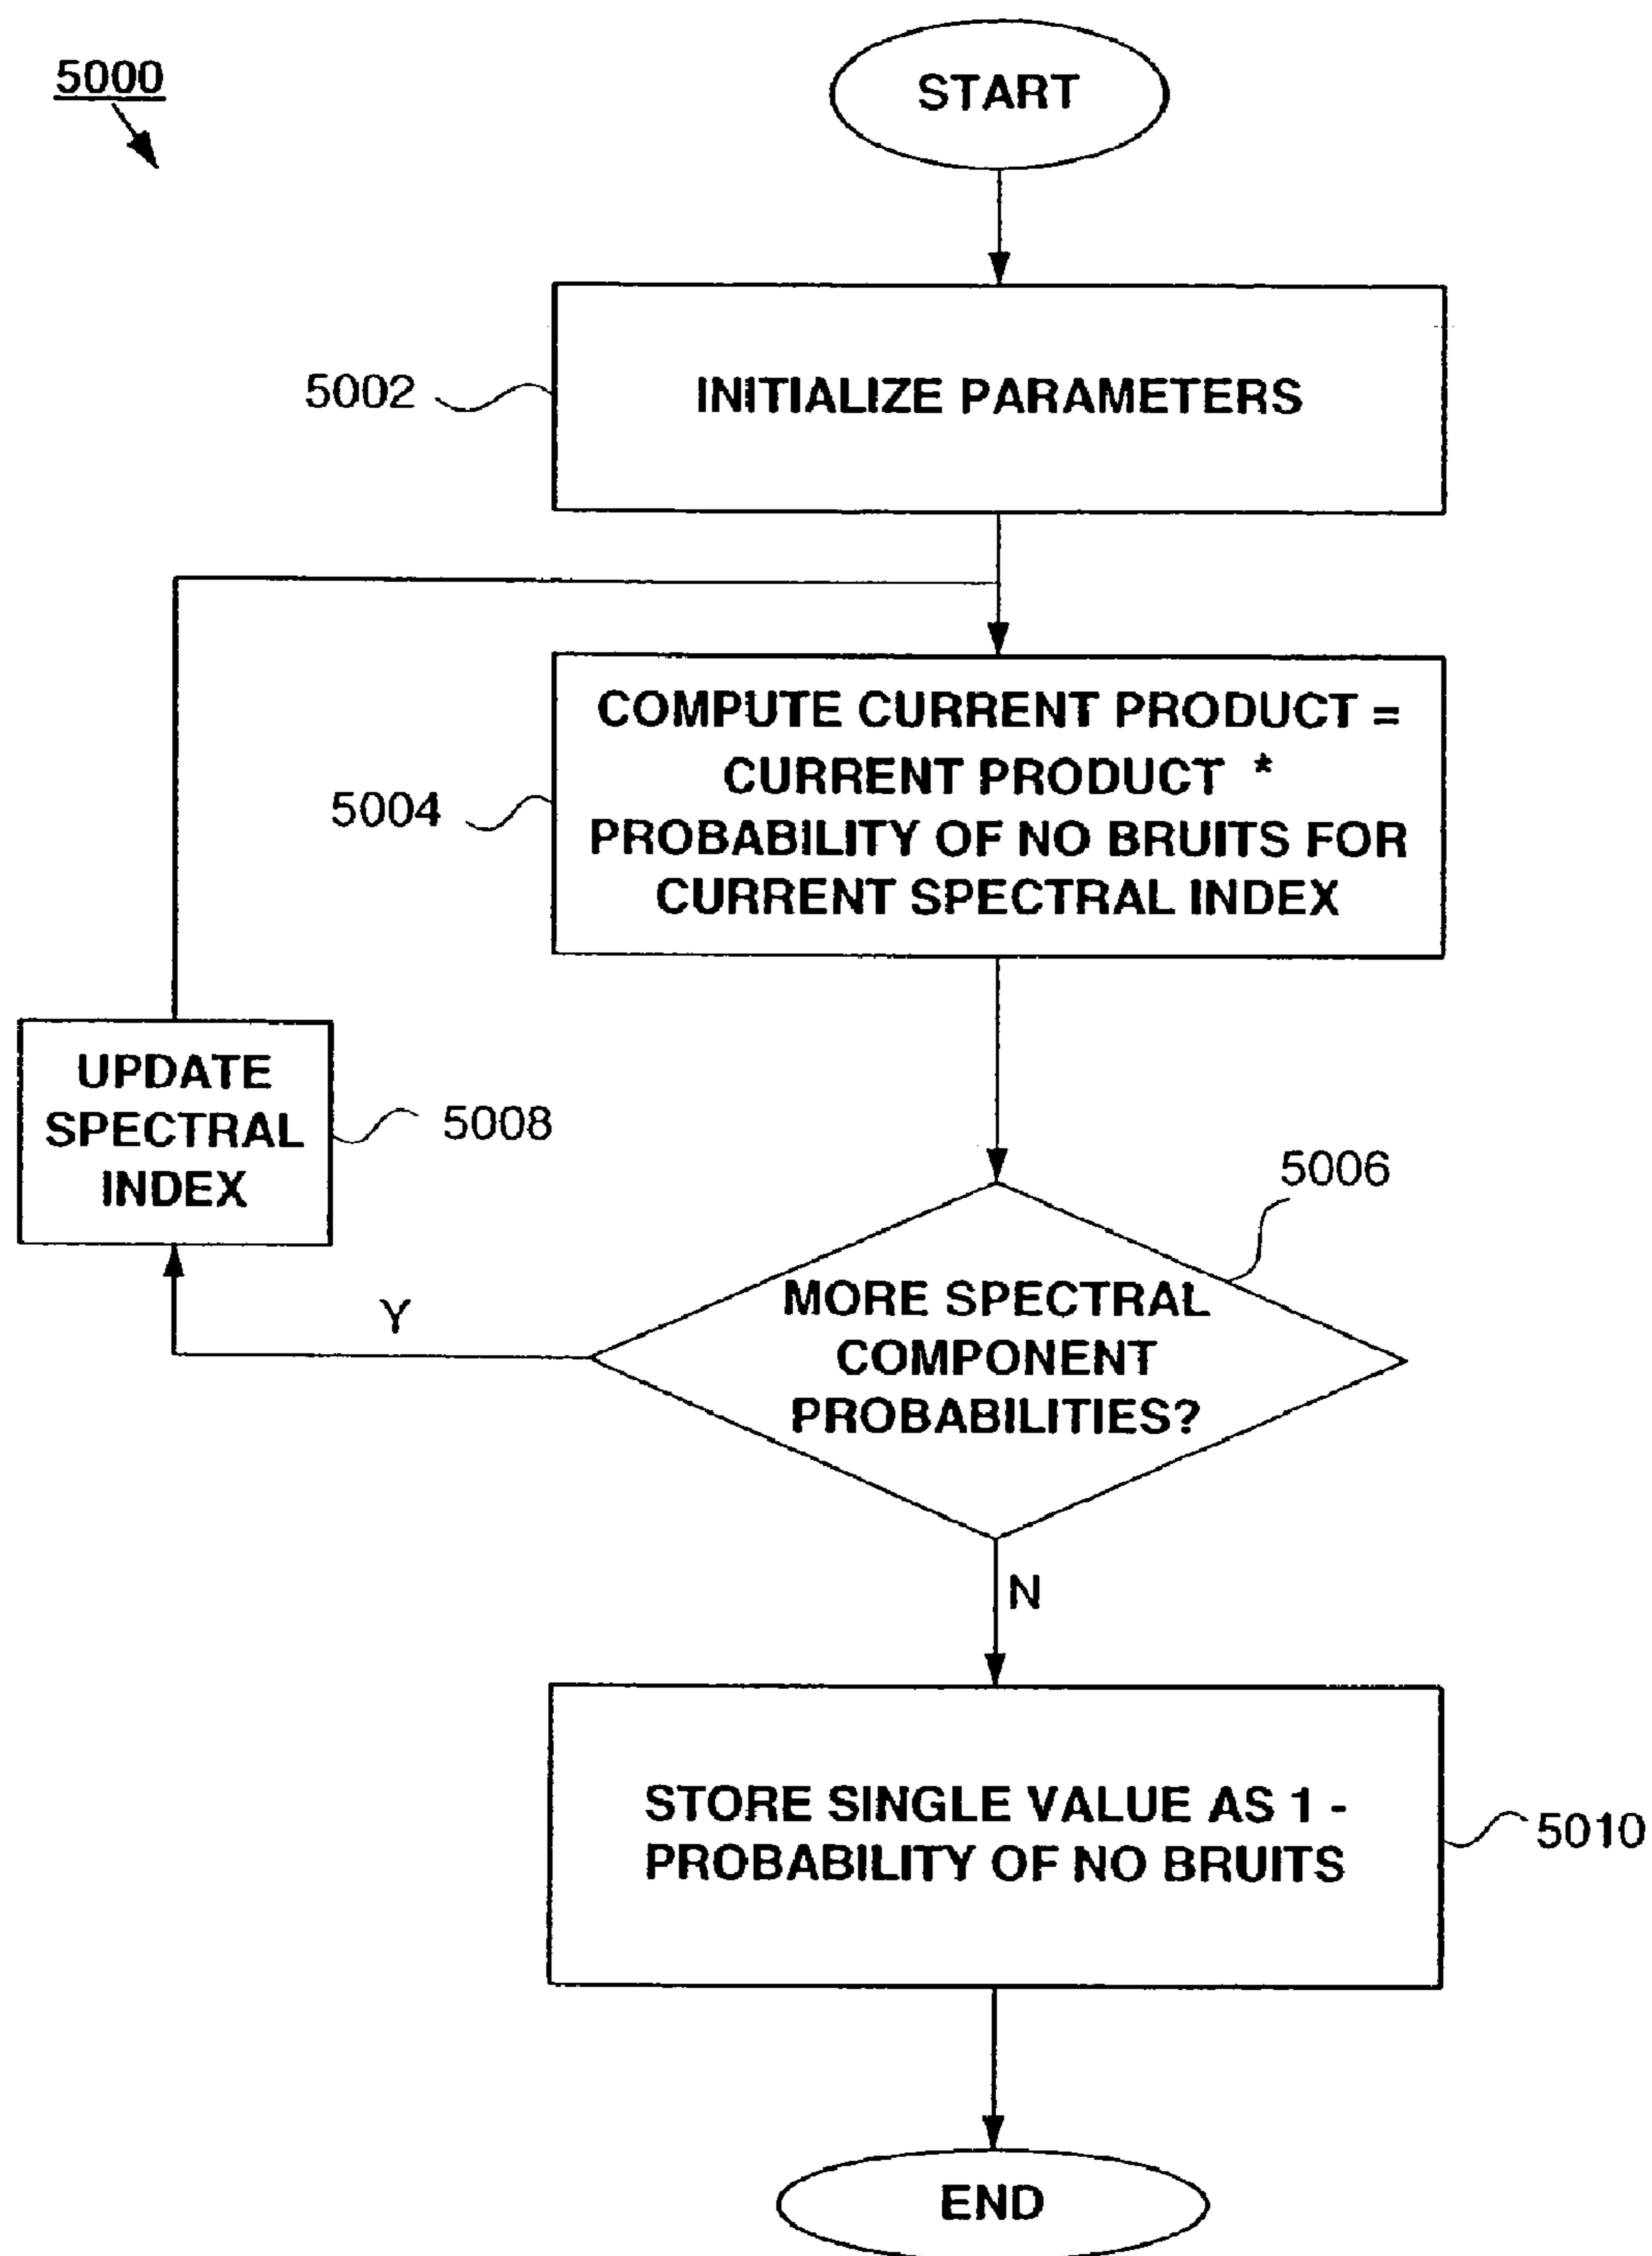 5000
START
5002
INITIALIZE PARAMETERS
COMPUTE CURRENT PRODUCT =
CURRENT PRODUCT *
PROBABILITY OF NO BRUITS FOR
CURRENT SPECTRAL INDEX
5004
UPDATE
SPECTRAL
INDEX
5008
5006
MORE SPECTRAL
COMPONENT
PROBABILITIES?
Y
N
STORE SINGLE VALUE AS 1 -
PROBABILITY OF NO BRUITS
5010
END